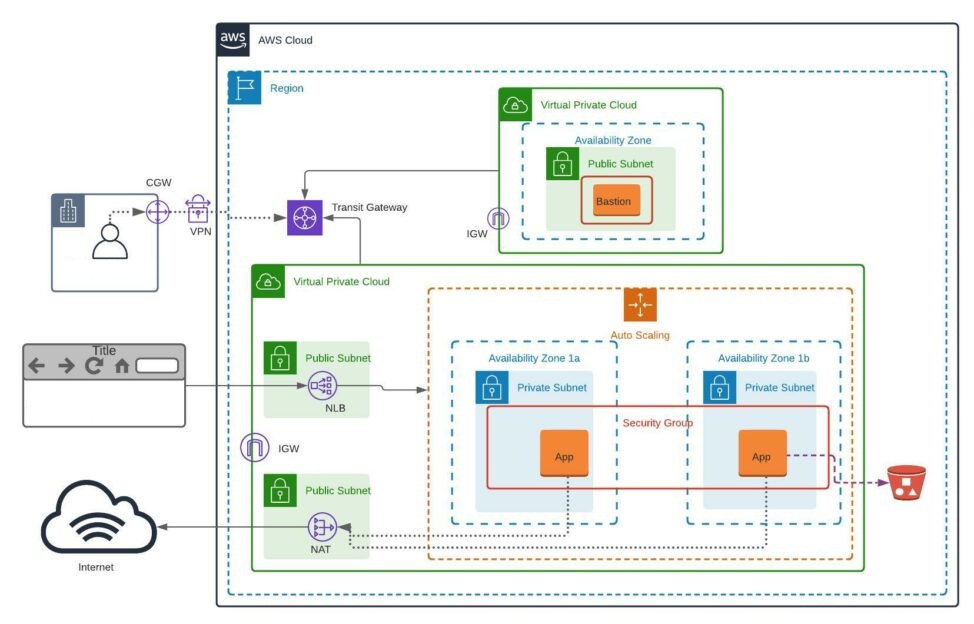 aws
AWS Cloud
Region
Virtual Private Cloud
Availability Zone
Public Subnet
Bastion
IGW
CGW
VPN
Transit Gateway
Virtual Private Cloud
Auto Scaling
Title
Public Subnet
NLB
Availability Zone 1a
Private Subnet
Availability Zone 1b
Private Subnet
Security Group
App
App
IGW
Public Subnet
NAT
Internet